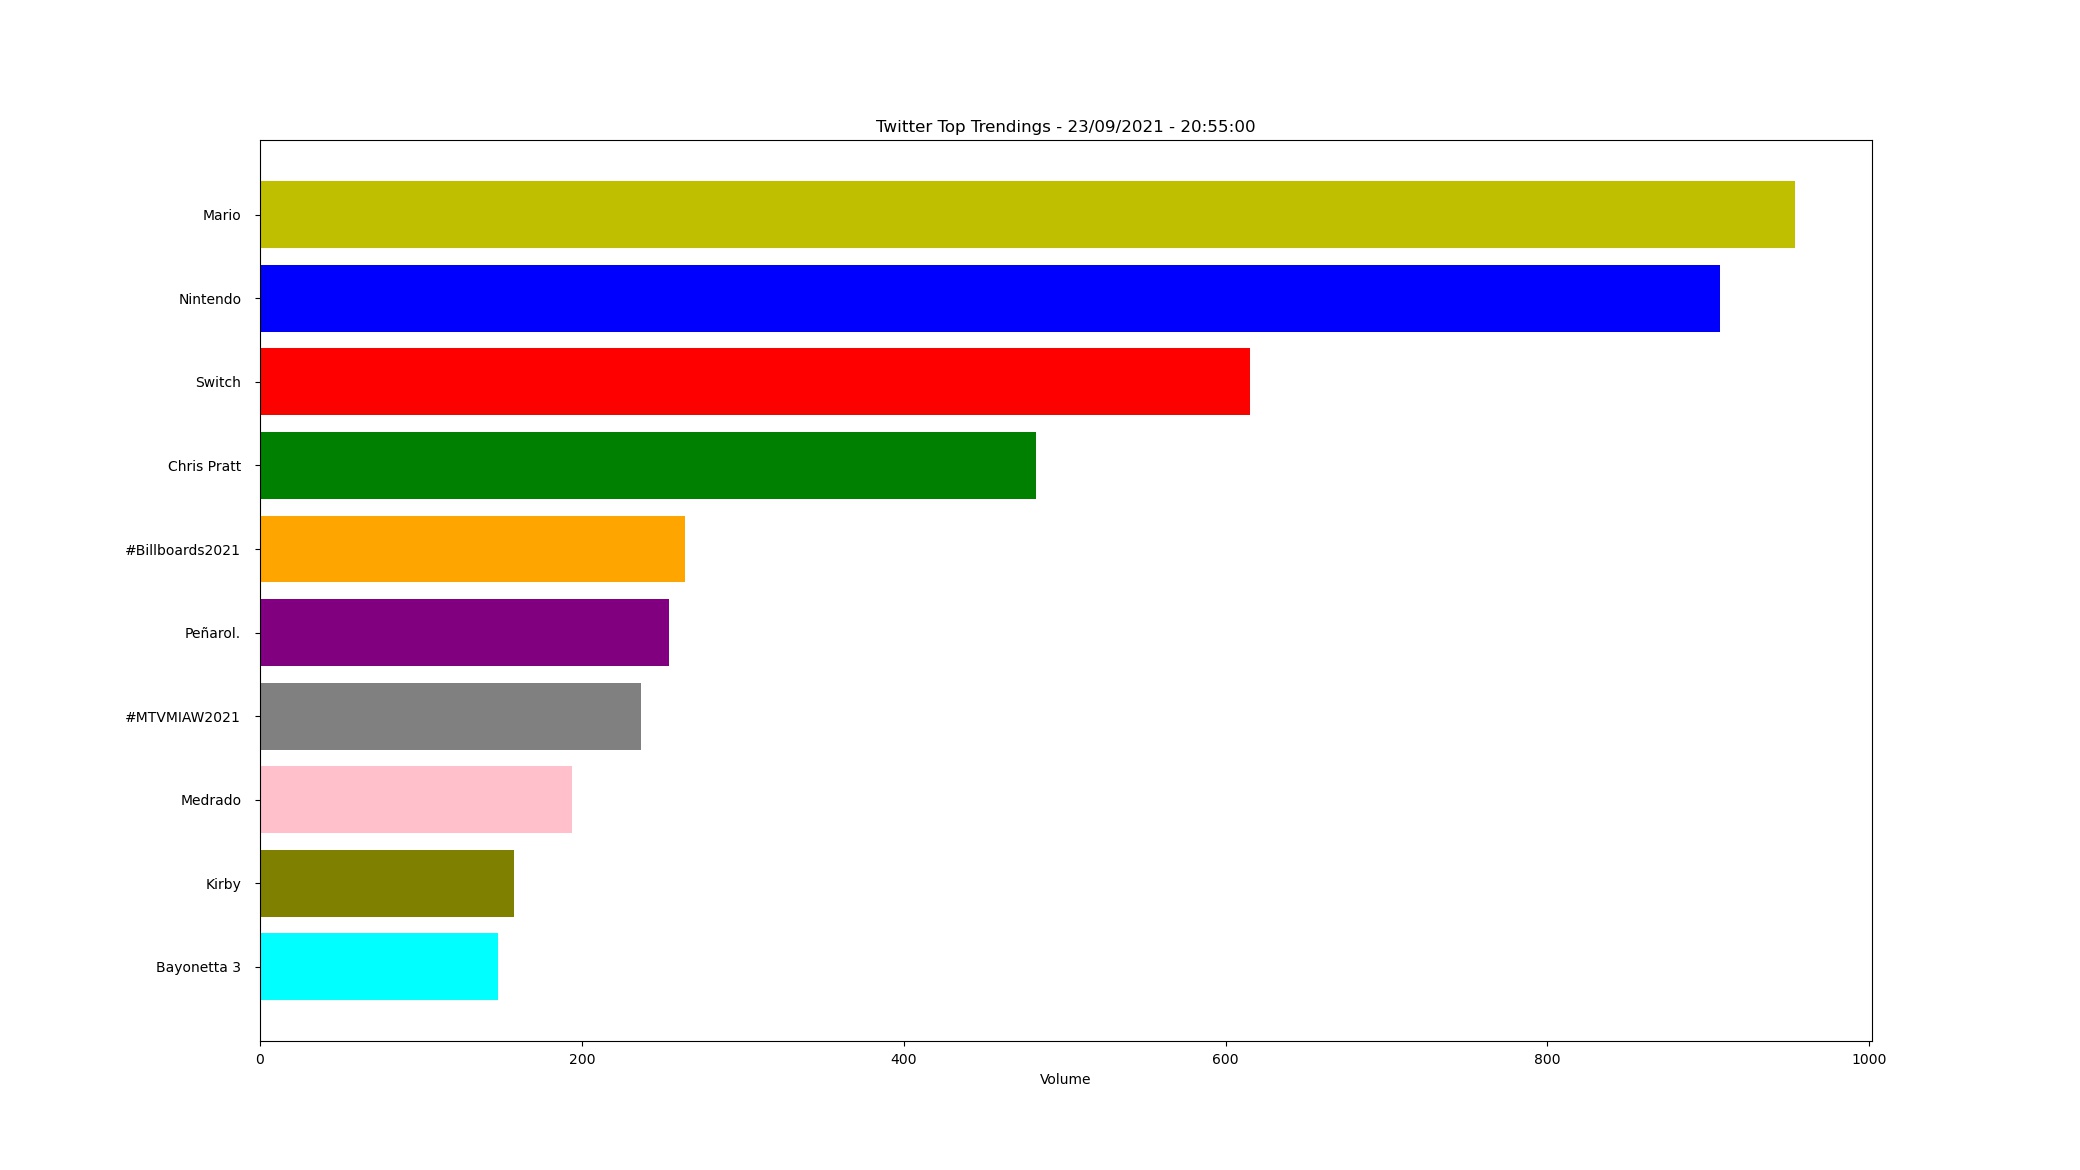 Twitter Top Trendings - 23/09/2021 - 20:55:00
Mario
Nintendo
Switch
Chris Pratt
#Billboards2021
Peñarol.
#MTVMIAW2021
Medrado
Kirby
Bayonetta 3
0 200 400 600 800 1000
Volume